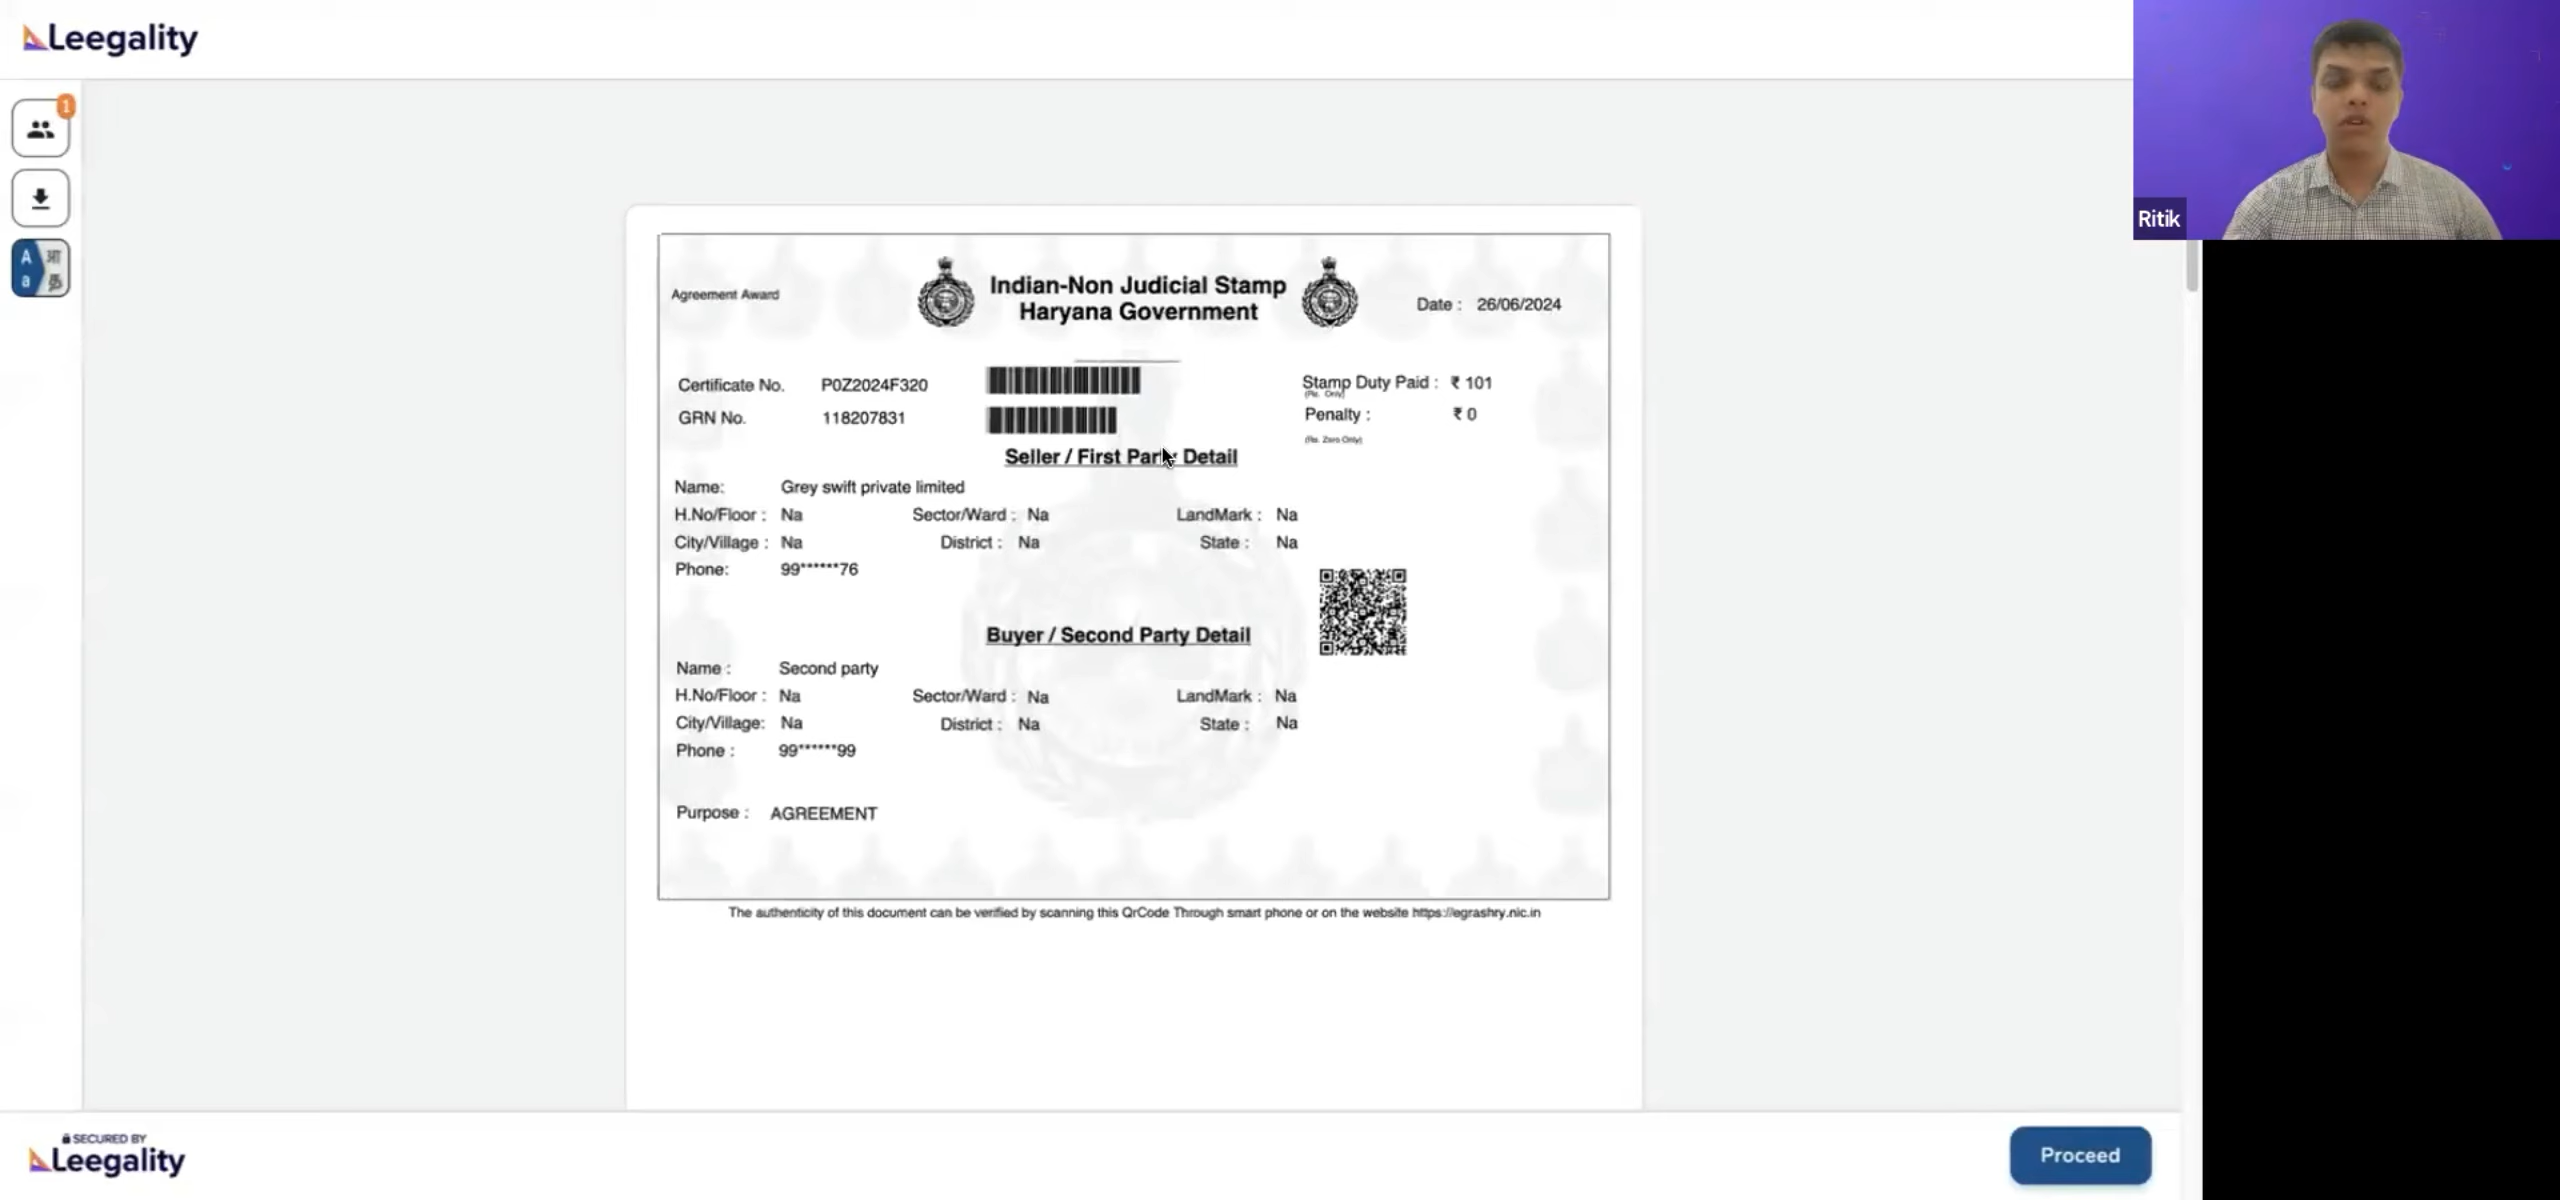 Leegality
Ritik
1
A अ
a த
Agreement Award
Indian-Non Judicial Stamp
Haryana Government
Date : 26/06/2024
Certificate No. P0Z2024F320
GRN No. 118207831
Stamp Duty Paid : ₹ 101
(Rs. Only)
Penalty : ₹ 0
(Rs. Zero Only)
Seller / First Party Detail
Name: Grey swift private limited
H.No/Floor : Na Sector/Ward : Na LandMark : Na
City/Village : Na District : Na State : Na
Phone: 99******76
Buyer / Second Party Detail
Name : Second party
H.No/Floor : Na Sector/Ward : Na LandMark : Na
City/Village: Na District : Na State : Na
Phone : 99******99
Purpose : AGREEMENT
The authenticity of this document can be verified by scanning this QrCode Through smart phone or on the website https://egrashry.nic.in
SECURED BY
Leegality
Proceed